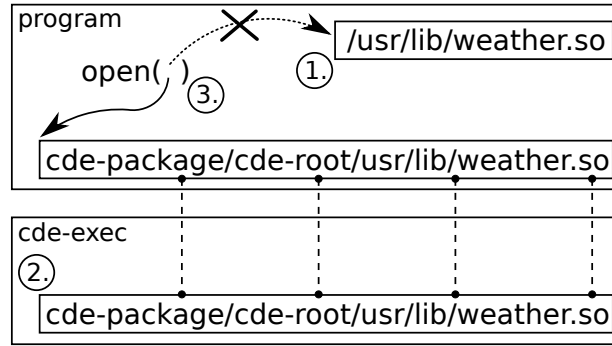 program
/usr/lib/weather.so
1.
open( )
3.
cde-package/cde-root/usr/lib/weather.so
cde-exec
2.
cde-package/cde-root/usr/lib/weather.so